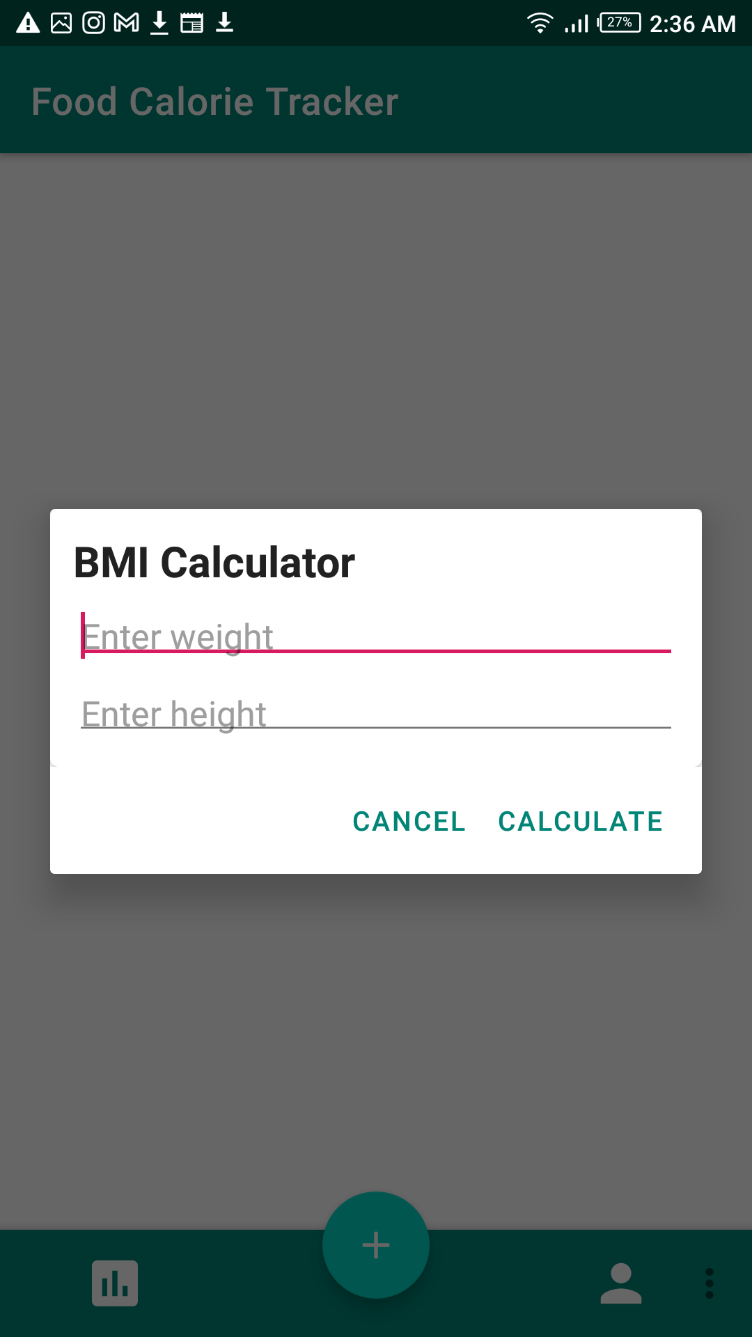 27% 2:36 AM
Food Calorie Tracker
BMI Calculator
Enter weight
Enter height
CANCEL CALCULATE